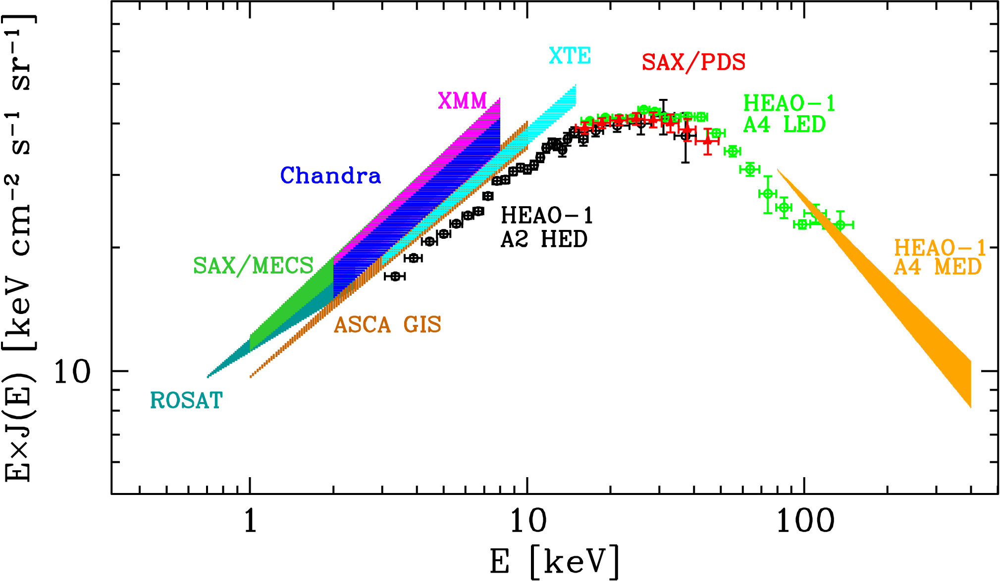 E×J(E) [keV cm−2 s−1 sr−1]
XTE
SAX/PDS
XMM
HEAO−1
A4 LED
Chandra
HEAO−1
A2 HED
SAX/MECS
HEAO−1
A4 MED
ASCA GIS
10
ROSAT
1
10
100
E [keV]